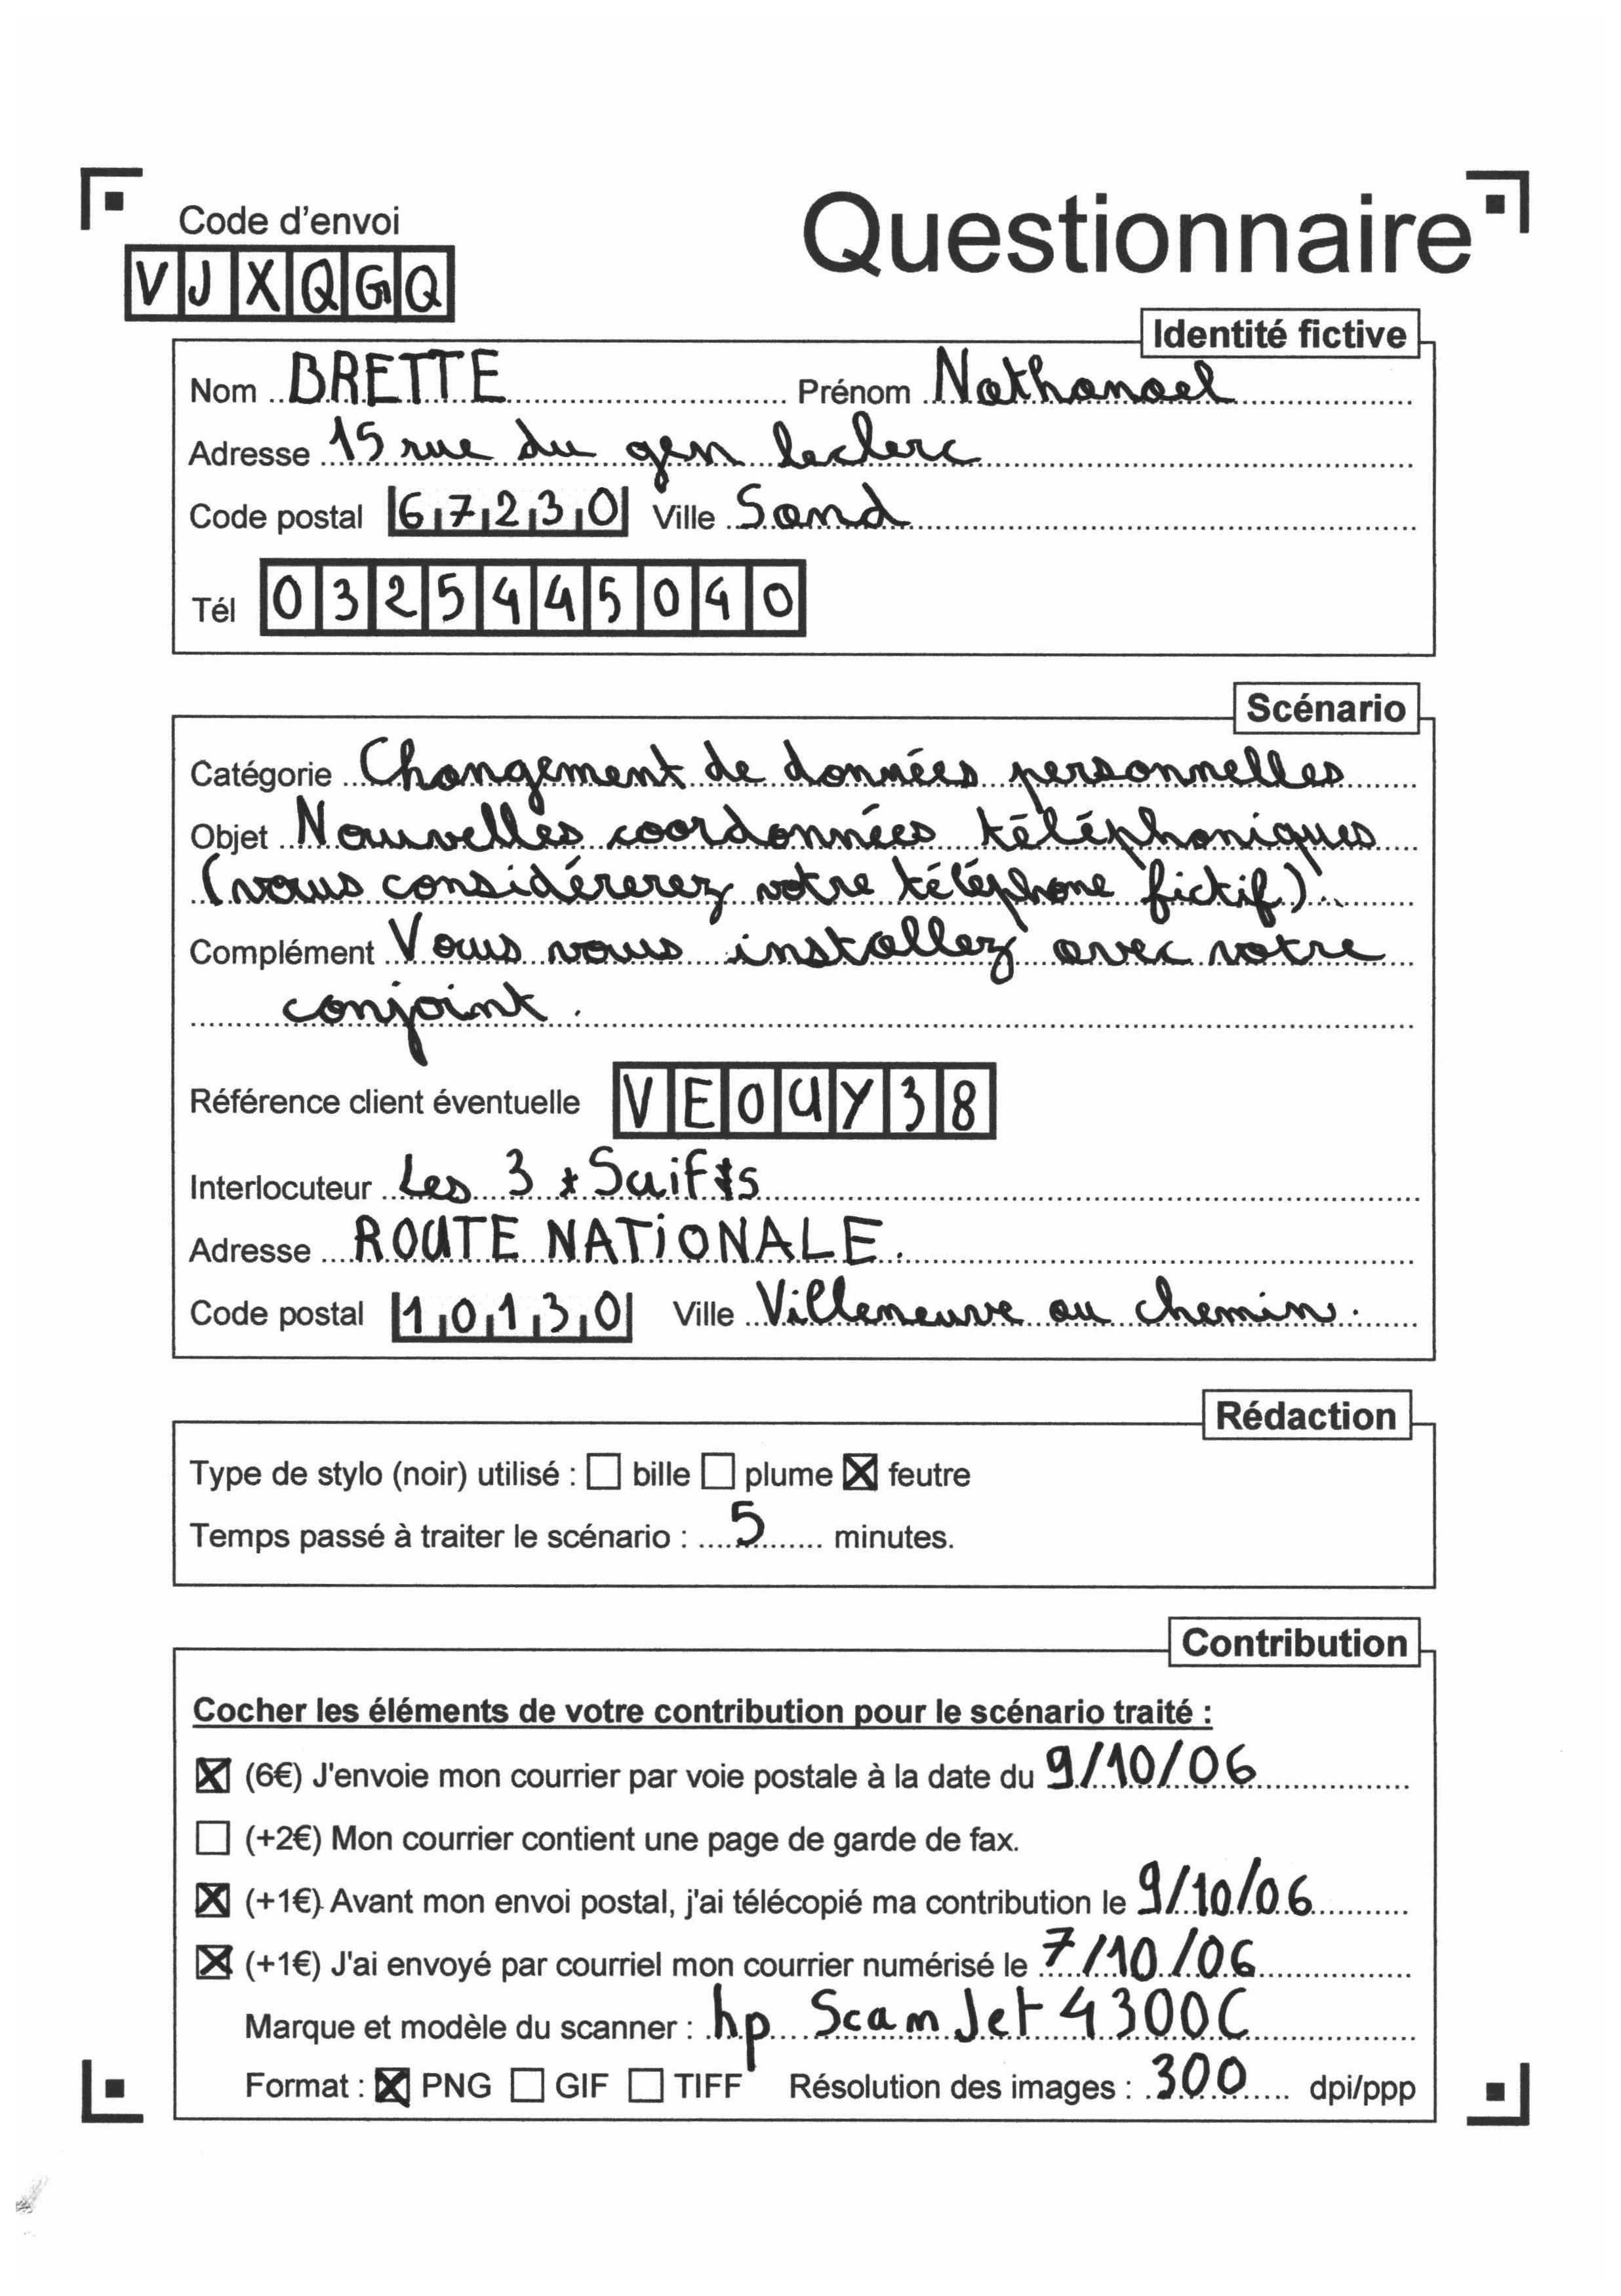 Code d'envoi
Questionnaire
VJXQGQ
Identité fictive
Nom BRETTE Prénom Nathanael
Adresse 15 rue du gen leclerc
Code postal 67230 Ville Sand
Tél 0325445040
Scénario
Catégorie Changement de données personnelles
Objet Nouvelles coordonnées téléphoniques
(vous considérerez votre téléphone fictif).
Complément Vous vous installez avec votre
conjoint.
Référence client éventuelle VEOUY38
Interlocuteur Les 3 * Suif*s
Adresse ROUTE NATIONALE.
Code postal 10130 Ville Villeneuve au chemin.
Rédaction
Type de stylo (noir) utilisé : ☐ bille ☐ plume ☒ feutre
Temps passé à traiter le scénario : 5 minutes.
Contribution
Cocher les éléments de votre contribution pour le scénario traité :
☒ (6€) J'envoie mon courrier par voie postale à la date du 9/10/06
☐ (+2€) Mon courrier contient une page de garde de fax.
☒ (+1€) Avant mon envoi postal, j'ai télécopié ma contribution le 9/10/06
☒ (+1€) J'ai envoyé par courriel mon courrier numérisé le 7/10/06
Marque et modèle du scanner : hp ScanJet 4300C
Format : ☒ PNG ☐ GIF ☐ TIFF Résolution des images : 300 dpi/ppp